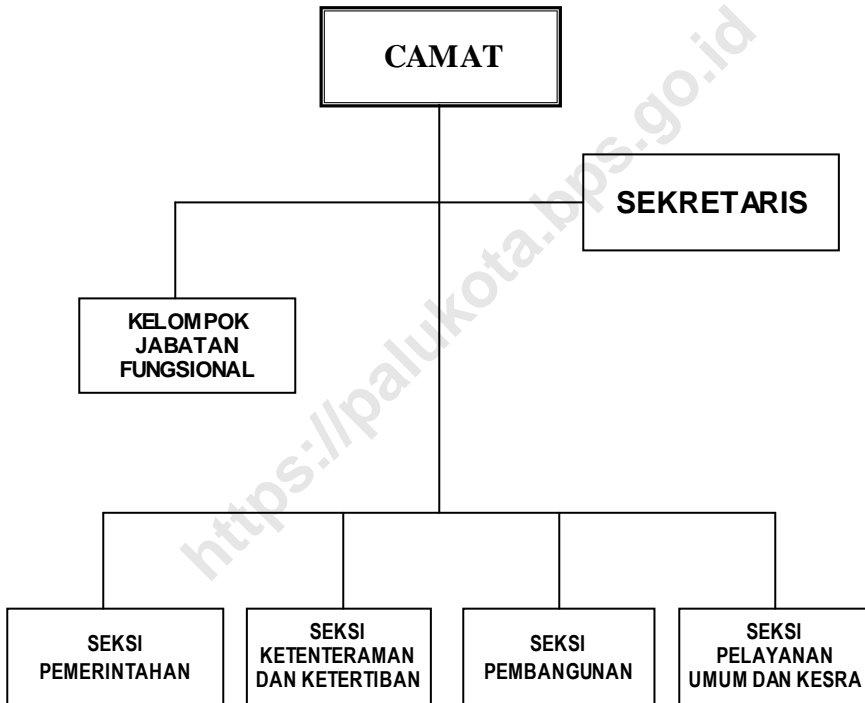 CAMAT
SEKRETARIS
KELOMPOK
JABATAN
FUNGSIONAL
https://palukota.bps.go.id
SEKSI
PEMERINTAHAN
SEKSI
KETENTERAMAN
DAN KETERTIBAN
SEKSI
PEMBANGUNAN
SEKSI
PELAYANAN
UMUM DAN KESRA